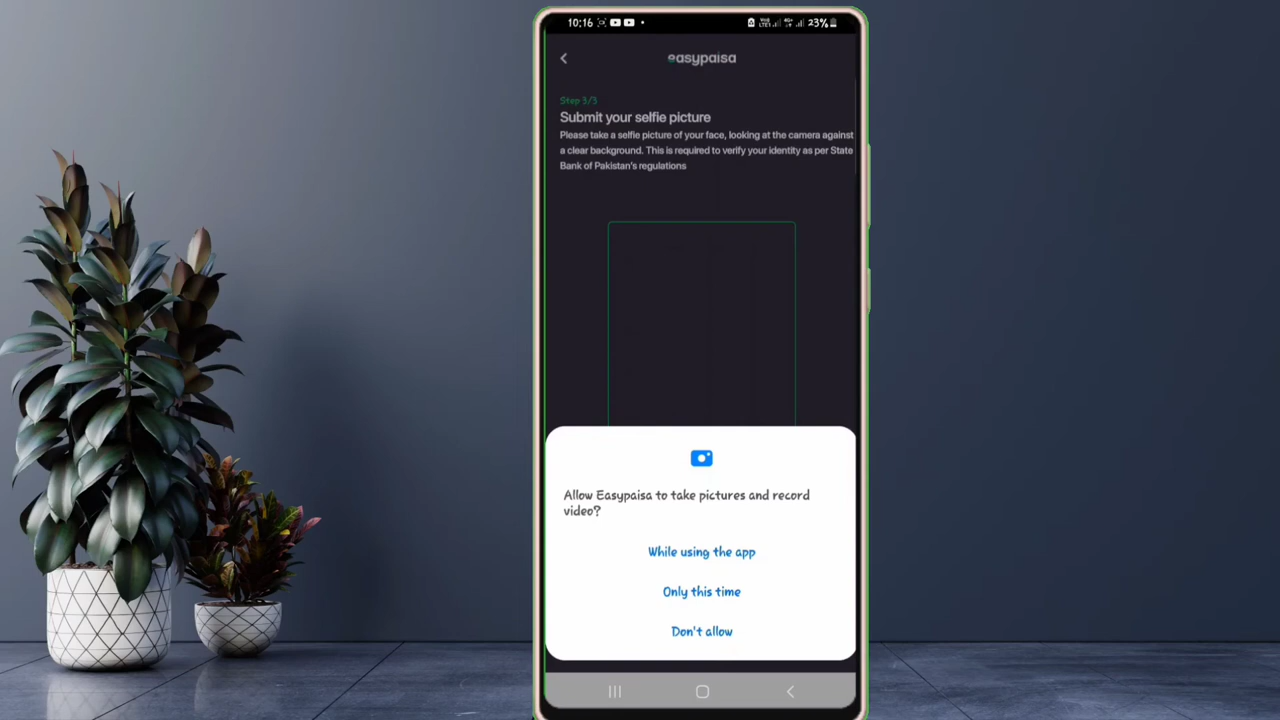 10:16
VoLTE1 4G+ 23%
easypaisa
Step 3/3
Submit your selfie picture
Please take a selfie picture of your face, looking at the camera against
a clear background. This is required to verify your identity as per State
Bank of Pakistan's regulations
Allow Easypaisa to take pictures and record
video?
While using the app
Only this time
Don't allow